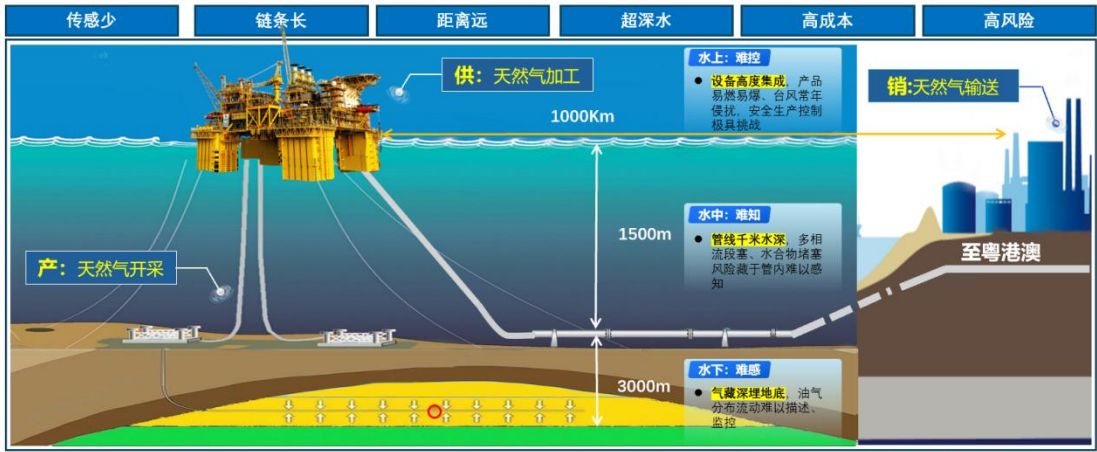 传感少
链条长
距离远
超深水
高成本
高风险
供：天然气加工
水上：难控
● 设备高度集成，产品
易燃易爆、台风常年
侵扰，安全生产控制
极具挑战
销:天然气输送
1000Km
产：天然气开采
1500m
水中：难知
● 管线千米水深，多相
流段塞、水合物堵塞
风险藏于管内难以感
知
至粤港澳
3000m
水下：难感
● 气藏深埋地底，油气
分布流动难以描述、
监控